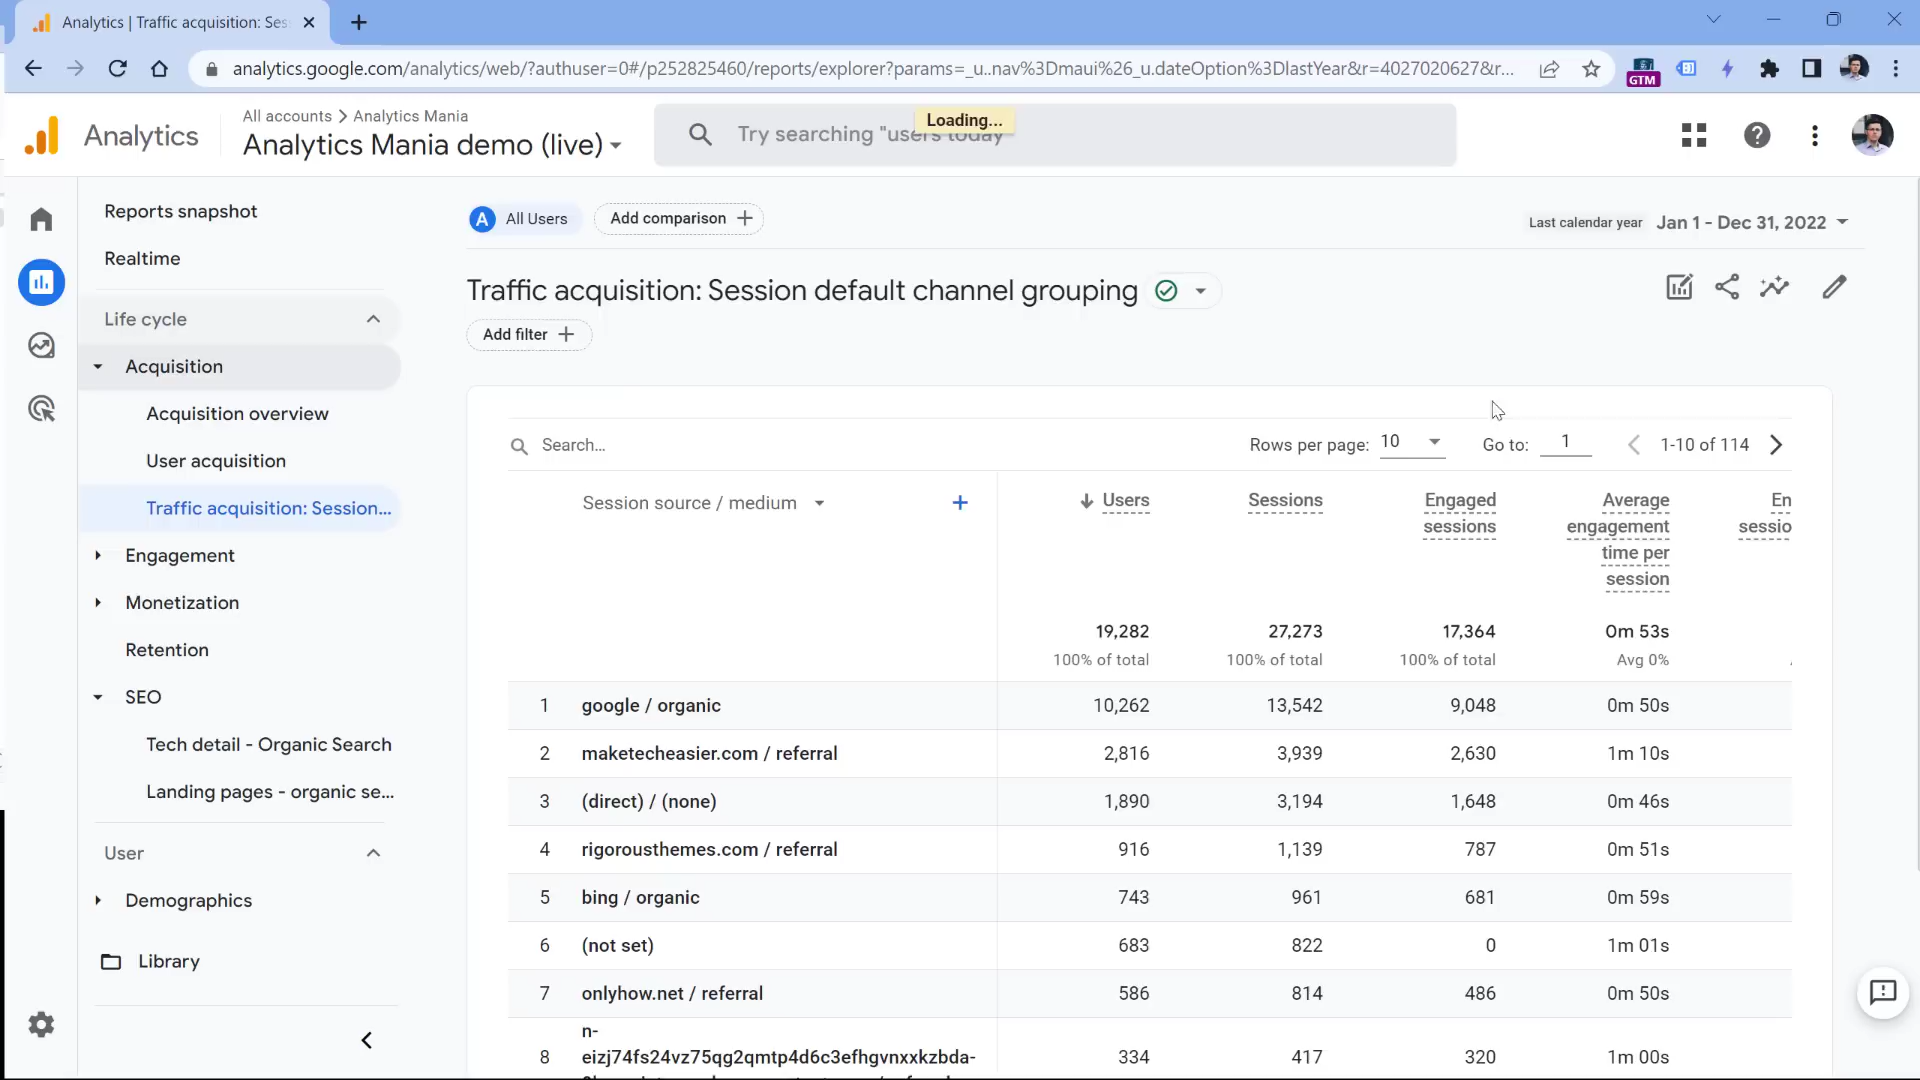 Analytics | Traffic acquisition: Ses
analytics.google.com/analytics/web/?authuser=0#/p252825460/reports/explorer?params=_u..nav%3Dmaui%26_u.dateOption%3DlastYear&r=4027020627&r...
GTM
Analytics
All accounts > Analytics Mania
Analytics Mania demo (live)
Try searching "users today
Loading...
Reports snapshot
Realtime
Life cycle
Acquisition
Acquisition overview
User acquisition
Traffic acquisition: Session...
Engagement
Monetization
Retention
SEO
Tech detail - Organic Search
Landing pages - organic se...
User
Demographics
Library
A All Users
Add comparison +
Last calendar year Jan 1 - Dec 31, 2022
Traffic acquisition: Session default channel grouping
Add filter +
Search...
Rows per page: 10
Go to: 1
1-10 of 114
Session source / medium
+
Users
Sessions
Engaged
sessions
Average
engagement
time per
session
En
sessio
19,282 27,273 17,364 0m 53s
100% of total 100% of total 100% of total Avg 0%
1 google / organic 10,262 13,542 9,048 0m 50s
2 maketecheasier.com / referral 2,816 3,939 2,630 1m 10s
3 (direct) / (none) 1,890 3,194 1,648 0m 46s
4 rigorousthemes.com / referral 916 1,139 787 0m 51s
5 bing / organic 743 961 681 0m 59s
6 (not set) 683 822 0 1m 01s
7 onlyhow.net / referral 586 814 486 0m 50s
n-
8 eizj74fs24vz75qg2qmtp4d6c3efhgvnxxkzbda- 334 417 320 1m 00s